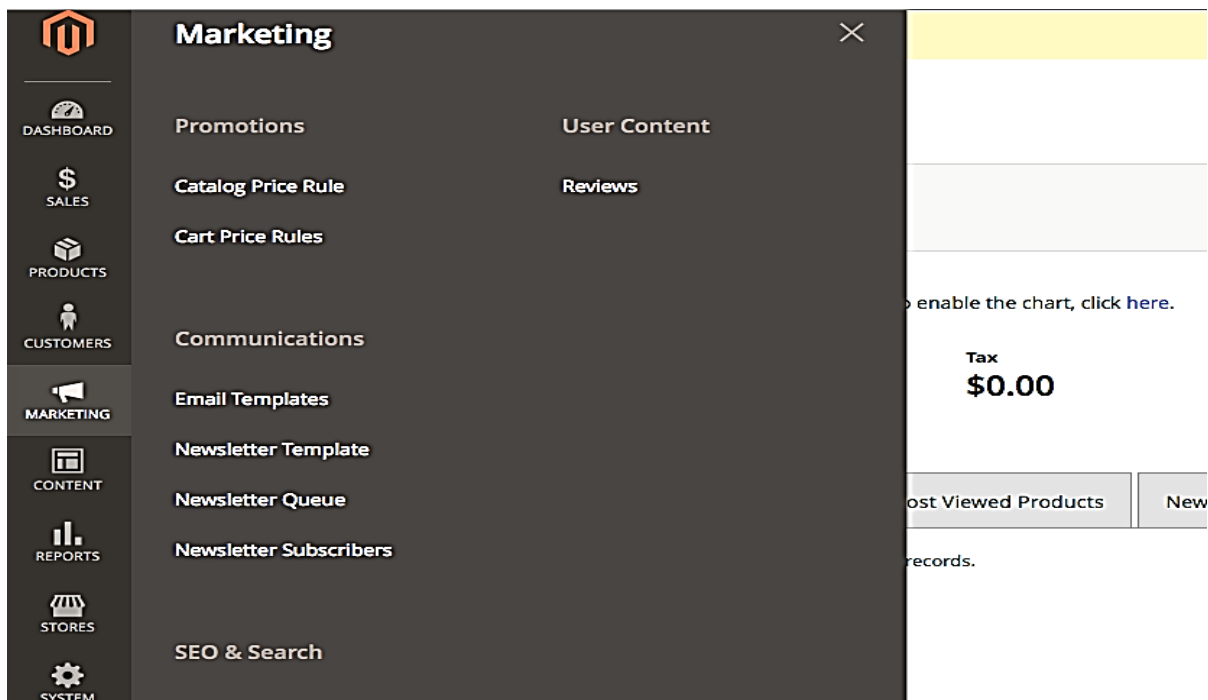 DASHBOARD
SALES
PRODUCTS
CUSTOMERS
MARKETING
CONTENT
REPORTS
STORES
SYSTEM
Marketing
Promotions
Catalog Price Rule
Cart Price Rules
Communications
Email Templates
Newsletter Template
Newsletter Queue
Newsletter Subscribers
SEO & Search
User Content
Reviews
enable the chart, click here.
Tax
$0.00
ost Viewed Products
New
records.